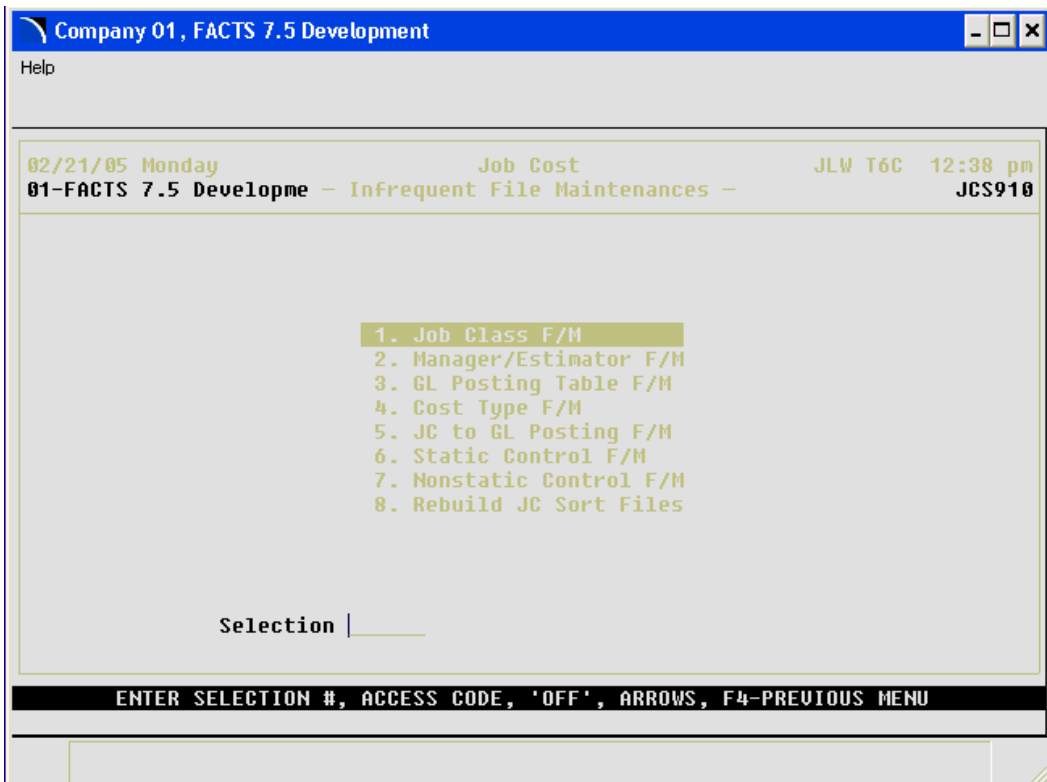 Company 01, FACTS 7.5 Development
Help
02/21/05 Monday Job Cost JLW T6C 12:38 pm
01-FACTS 7.5 Developme — Infrequent File Maintenances — JCS910
1. Job Class F/M
2. Manager/Estimator F/M
3. GL Posting Table F/M
4. Cost Type F/M
5. JC to GL Posting F/M
6. Static Control F/M
7. Nonstatic Control F/M
8. Rebuild JC Sort Files
Selection
ENTER SELECTION #, ACCESS CODE, 'OFF', ARROWS, F4-PREVIOUS MENU